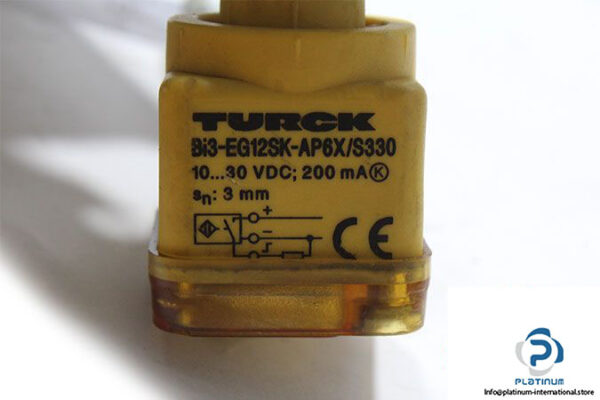 TURCK
Bi3-EG12SK-AP6X/S330
10...30 VDC; 200 mA Ⓚ
sn: 3 mm
+
−
CE
PLATINUM
Info@platinum-international.store